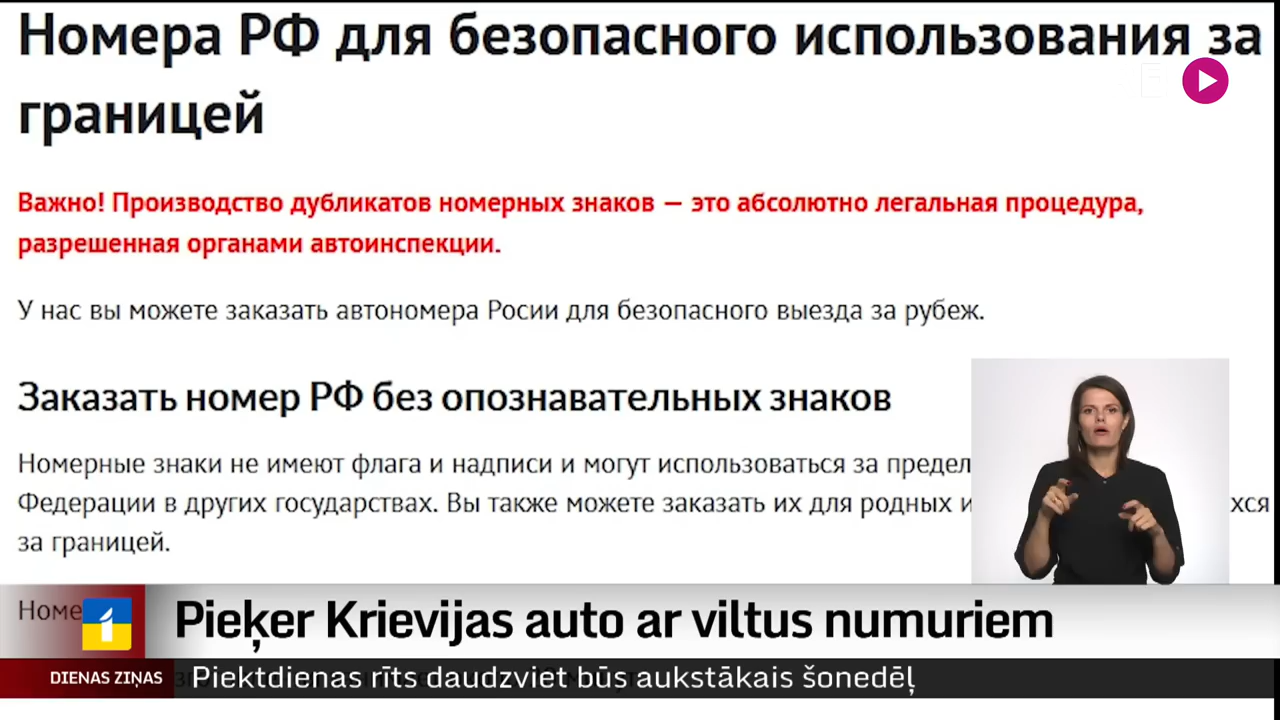 Номера РФ для безопасного использования за
границей
Важно! Производство дубликатов номерных знаков — это абсолютно легальная процедура,
разрешенная органами автоинспекции.
У нас вы можете заказать автономера Росии для безопасного выезда за рубеж.
Заказать номер РФ без опознавательных знаков
Номерные знаки не имеют флага и надписи и могут использоваться за предел
Федерации в других государствах. Вы также можете заказать их для родных и
хся
за границей.
Номе
1
Pieķer Krievijas auto ar viltus numuriem
DIENAS ZIŅAS
Piektdienas rīts daudzviet būs aukstākais šonedēļ